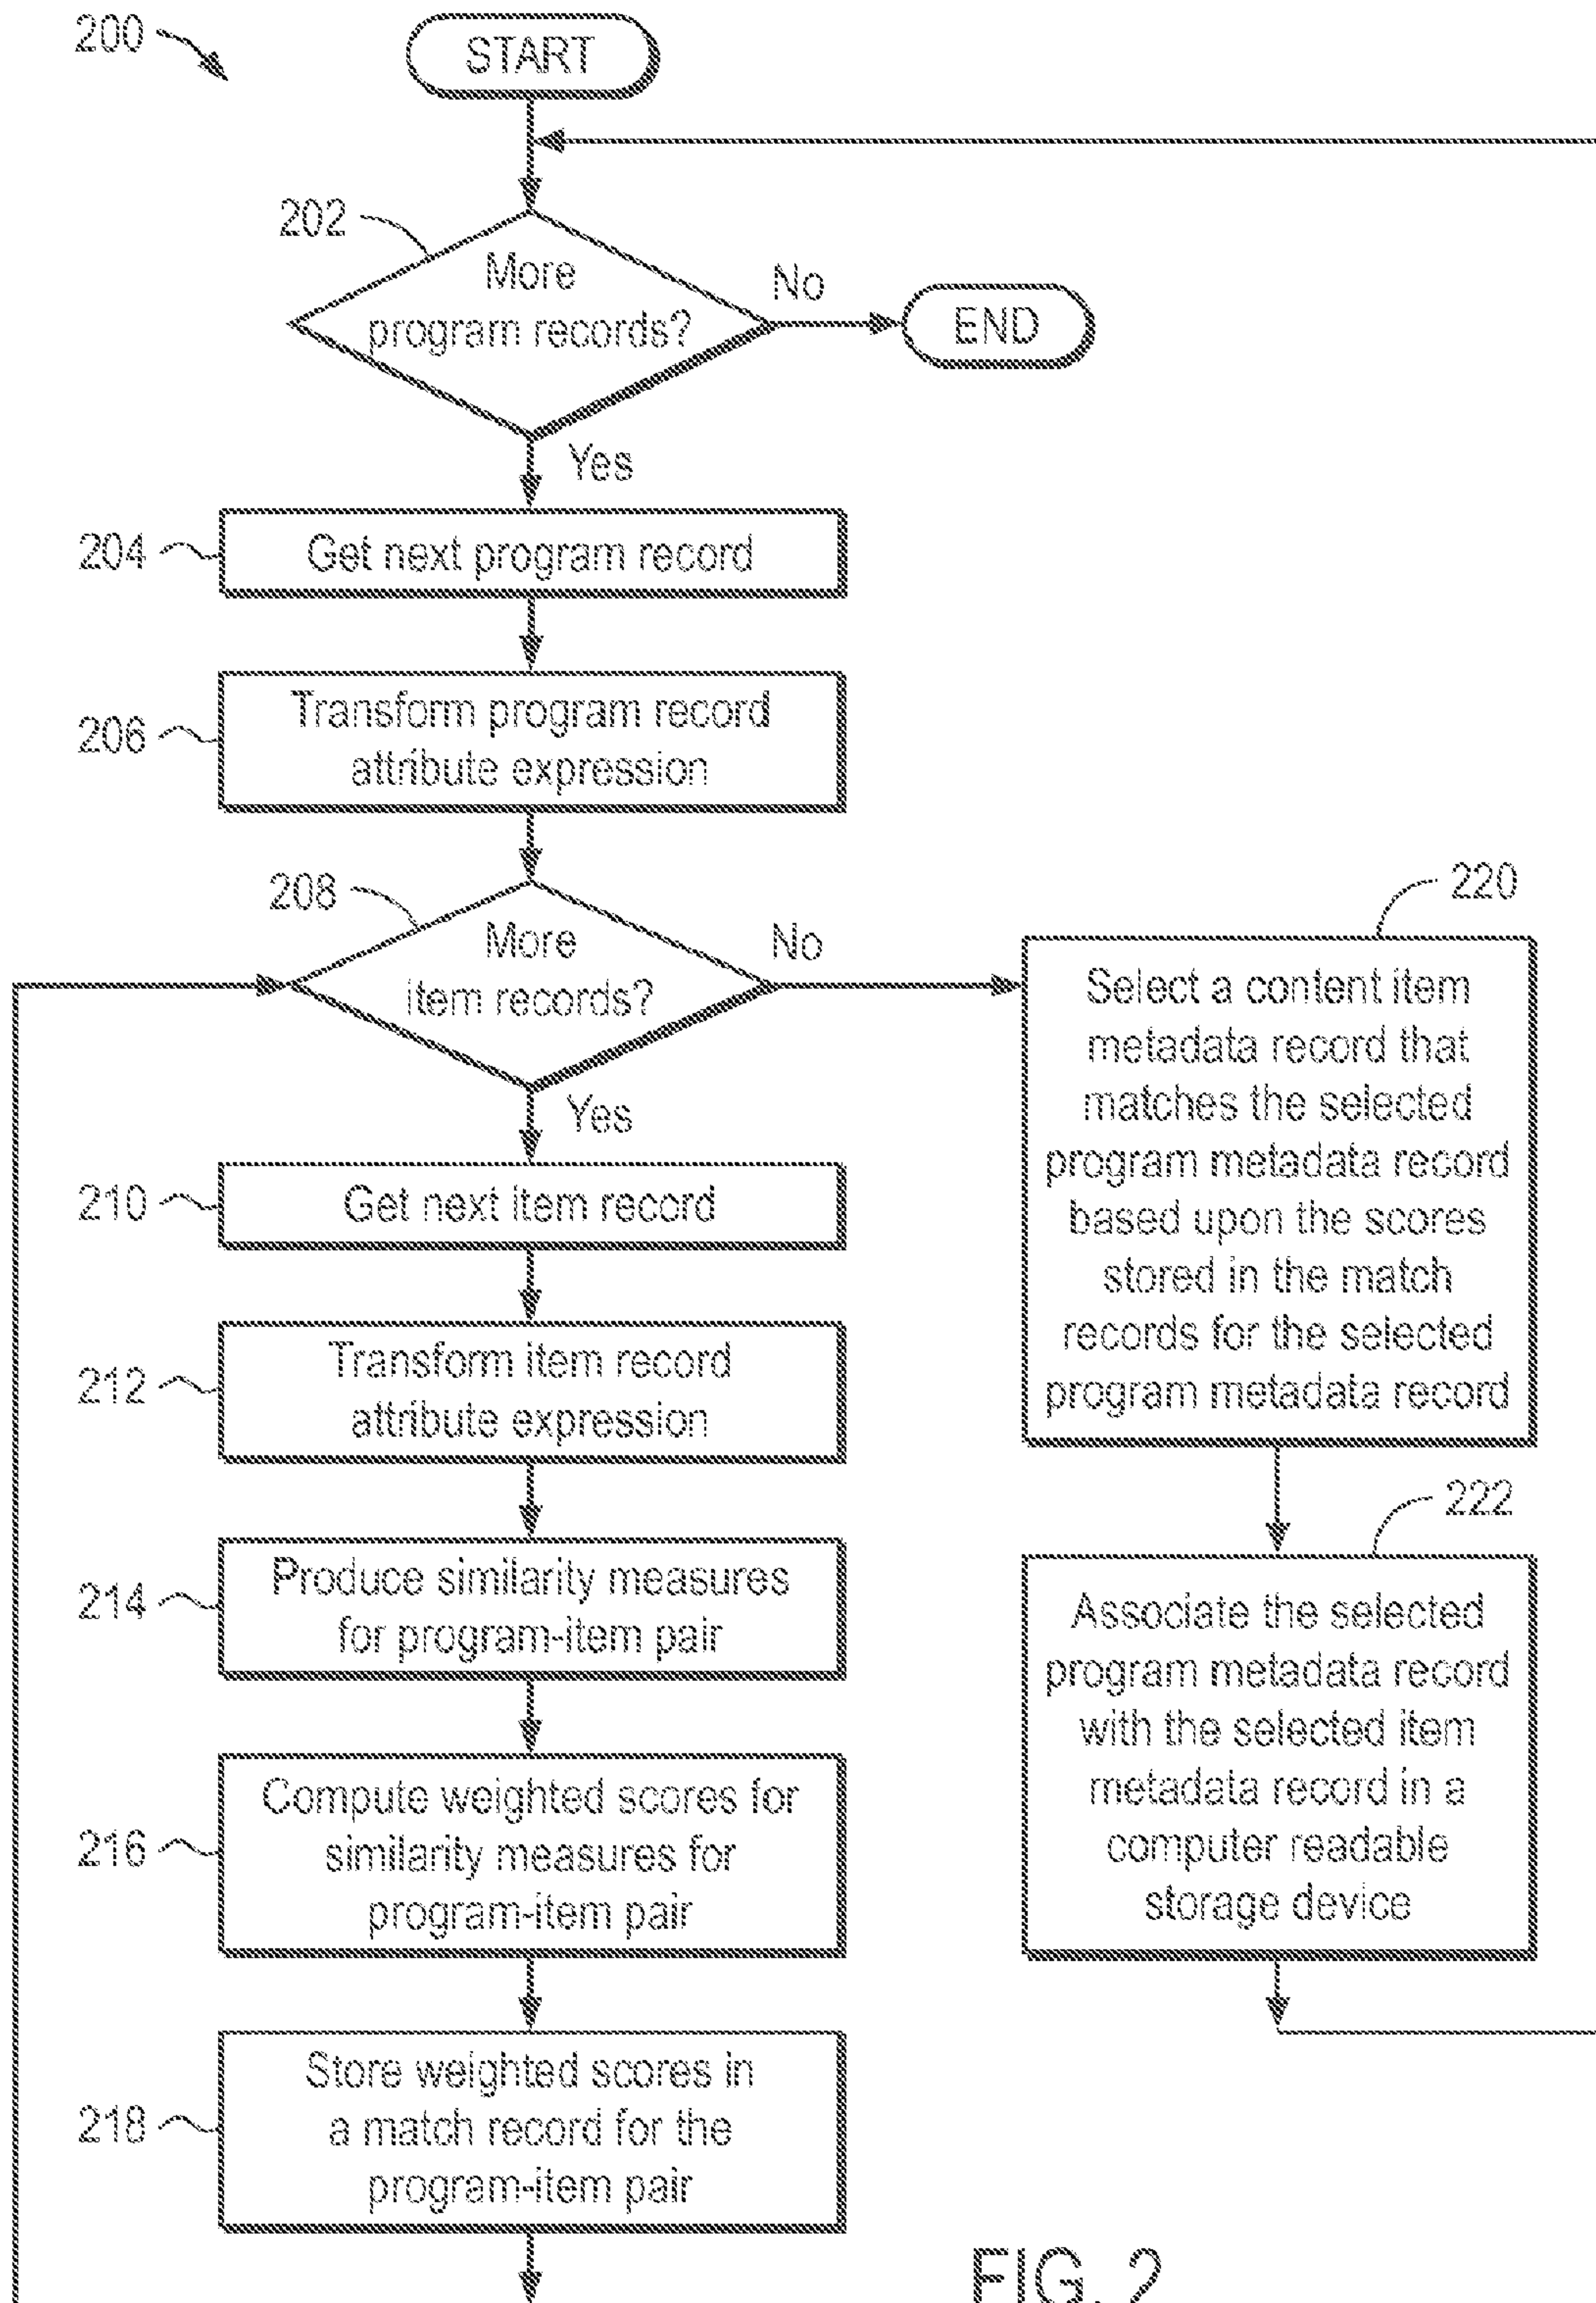 200
START
202
More
program records?
No
END
Yes
204
Get next program record
206
Transform program record
attribute expression
208
More
item records?
No
Yes
210
Get next item record
212
Transform item record
attribute expression
214
Produce similarity measures
for program-item pair
216
Compute weighted scores for
similarity measures for
program-item pair
218
Store weighted scores in
a match record for the
program-item pair
220
Select a content item
metadata record that
matches the selected
program metadata record
based upon the scores
stored in the match
records for the selected
program metadata record
222
Associate the selected
program metadata record
with the selected item
metadata record in a
computer readable
storage device
FIG. 2